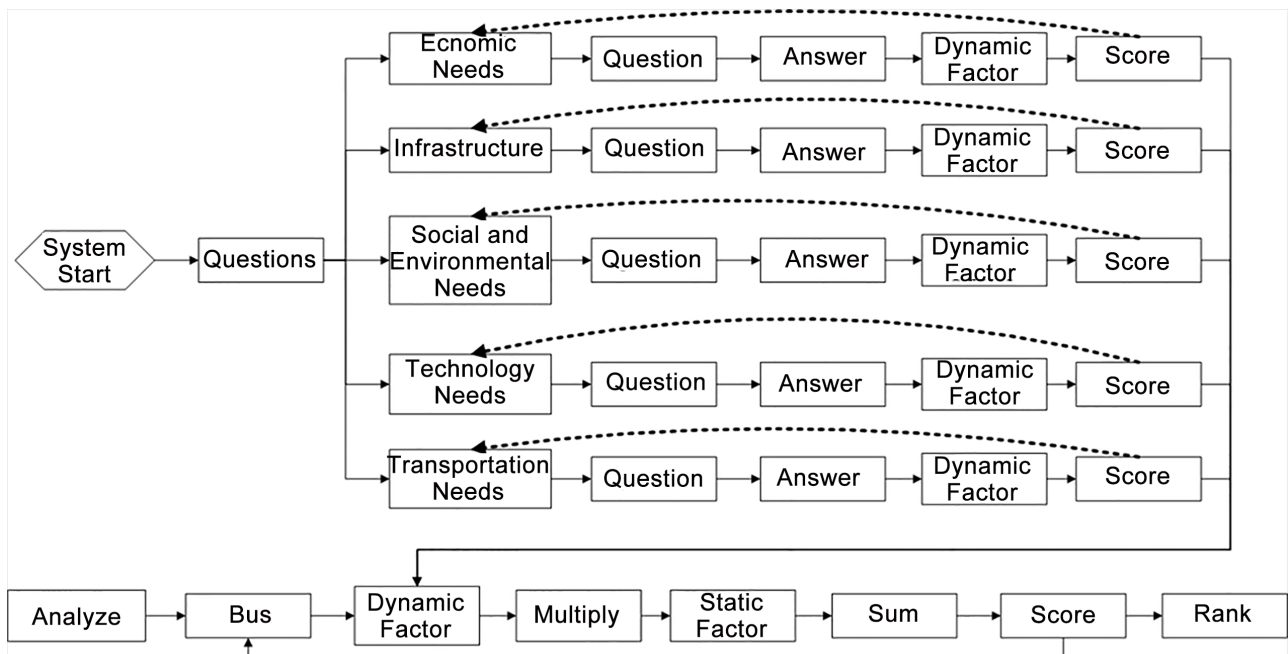 Ecnomic
Needs
Question
Answer
Dynamic
Factor
Score
Infrastructure
Question
Answer
Dynamic
Factor
Score
System
Start
Questions
Social and
Environmental
Needs
Question
Answer
Dynamic
Factor
Score
Technology
Needs
Question
Answer
Dynamic
Factor
Score
Transportation
Needs
Question
Answer
Dynamic
Factor
Score
Analyze
Bus
Dynamic
Factor
Multiply
Static
Factor
Sum
Score
Rank